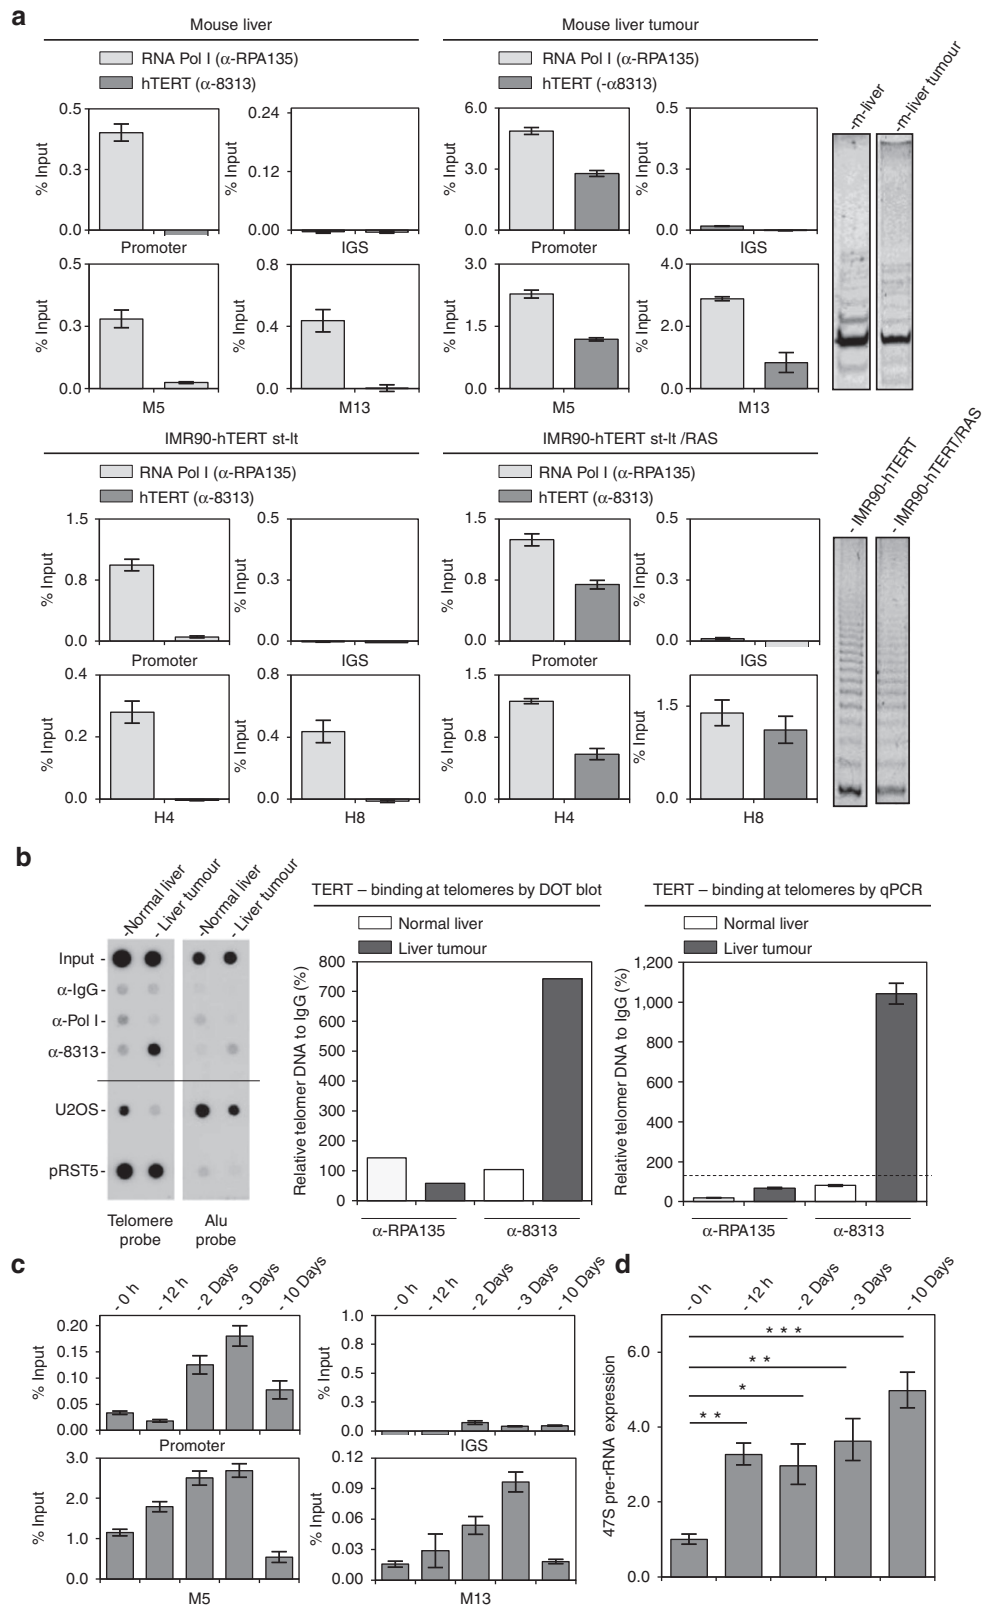 a
Mouse liver
Mouse liver tumour
RNA Pol I (α-RPA135)
hTERT (α-8313)
RNA Pol I (α-RPA135)
hTERT (-α8313)
-m-liver
-m-liver tumour
% Input
0.5
0.3
0.0
Promoter
% Input
0.24
0.12
0.00
IGS
% Input
6.0
3.0
0.0
Promoter
% Input
0.5
0.3
0.0
IGS
% Input
0.5
0.3
0.0
M5
% Input
0.8
0.4
0.0
M13
% Input
3.0
1.5
0.0
M5
% Input
4.0
2.0
0.0
M13
IMR90-hTERT st-lt
IMR90-hTERT st-lt /RAS
RNA Pol I (α-RPA135)
hTERT (α-8313)
RNA Pol I (α-RPA135)
hTERT (α-8313)
- IMR90-hTERT
- IMR90-hTERT/RAS
% Input
1.5
0.8
0.0
Promoter
% Input
0.5
0.3
0.0
IGS
% Input
1.5
0.8
0.0
Promoter
% Input
0.5
0.3
0.0
IGS
% Input
0.4
0.2
0.0
H4
% Input
0.8
0.4
0.0
H8
% Input
1.5
0.8
0.0
H4
% Input
1.5
0.0
H8
b
-Normal liver
- Liver tumour
-Normal liver
- Liver tumour
Input -
α-IgG-
α-Pol I-
α-8313-
U2OS-
pRST5-
Telomere probe
Alu probe
TERT – binding at telomeres by DOT blot
Normal liver
Liver tumour
Relative telomer DNA to IgG (%)
800
700
600
500
400
300
200
100
0
α-RPA135
α-8313
TERT – binding at telomeres by qPCR
Normal liver
Liver tumour
Relative telomer DNA to IgG (%)
1,200
1,000
800
600
400
200
0
α-RPA135
α-8313
c
- 0 h
- 12 h
- 2 Days
- 3 Days
- 10 Days
% Input
0.20
0.15
0.10
0.05
0.00
Promoter
- 0 h
- 12 h
- 2 Days
- 3 Days
- 10 Days
% Input
1.0
0.8
0.5
0.3
0.0
IGS
% Input
3.0
2.0
1.0
0.0
M5
% Input
0.12
0.09
0.06
0.03
0.00
M13
d
- 0 h
- 12 h
- 2 Days
- 3 Days
- 10 Days
47S pre-rRNA expression
6.0
4.0
2.0
0.0
* * *
* *
*
* *